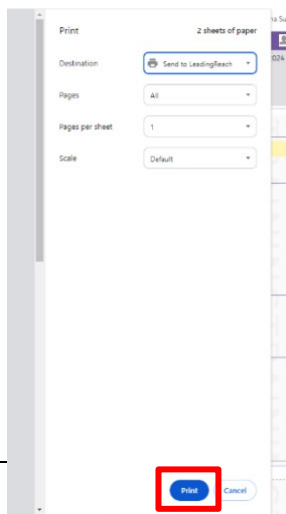 Print 2 sheets of paper
Destination Send to LeadingReach
Pages All
Pages per sheet 1
Scale Default
Print Cancel
024